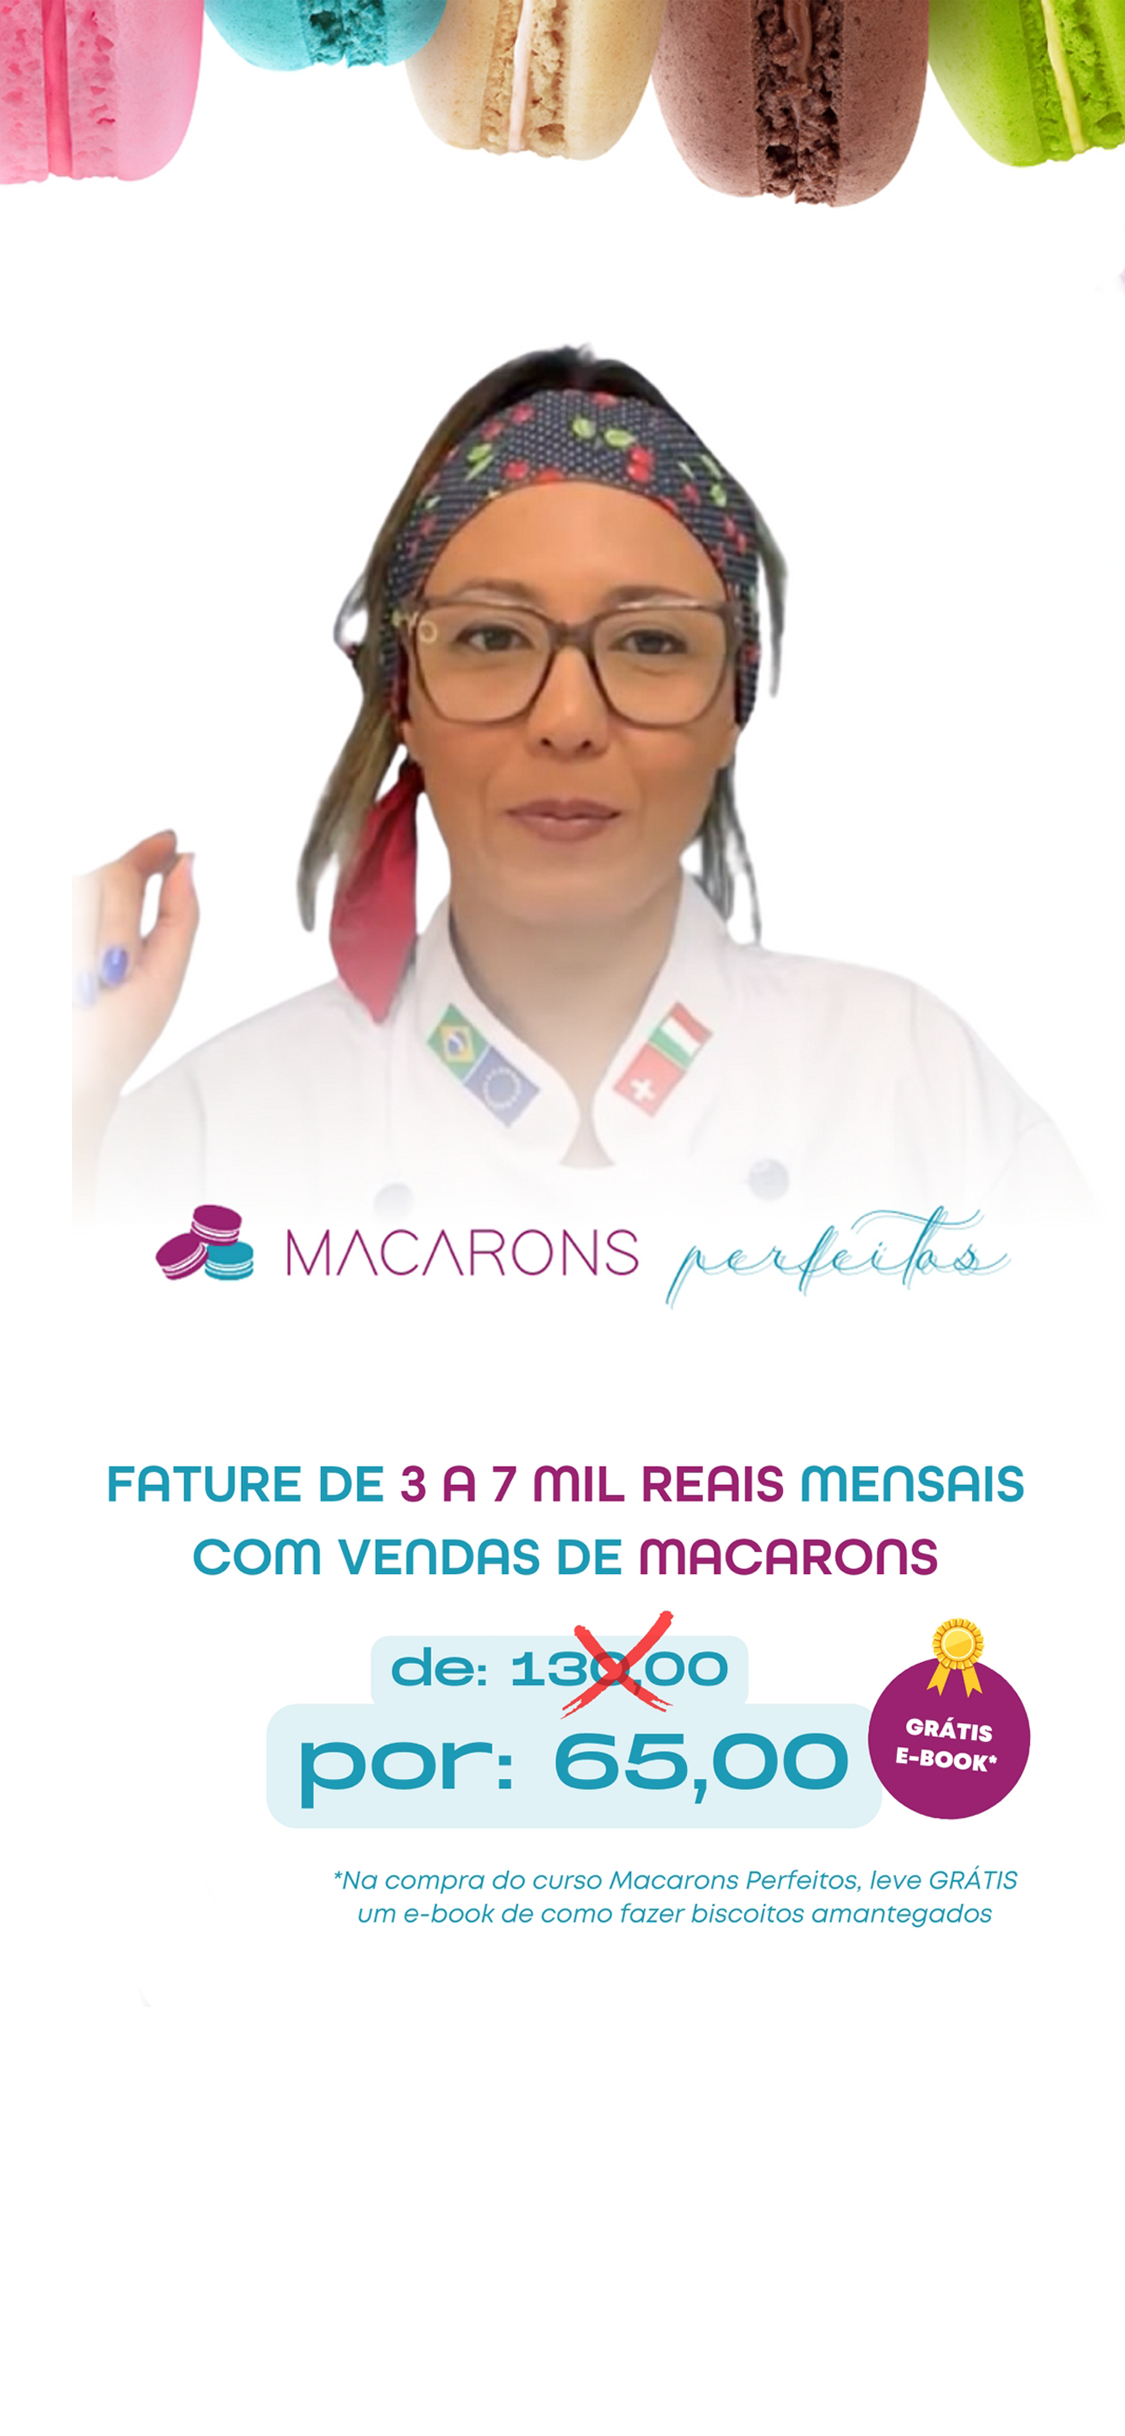 MACARONS perfeitos
FATURE DE 3 A 7 MIL REAIS MENSAIS
COM VENDAS DE MACARONS
de: 130,00
por: 65,00
GRÁTIS
E-BOOK*
*Na compra do curso Macarons Perfeitos, leve GRÁTIS
um e-book de como fazer biscoitos amantegados